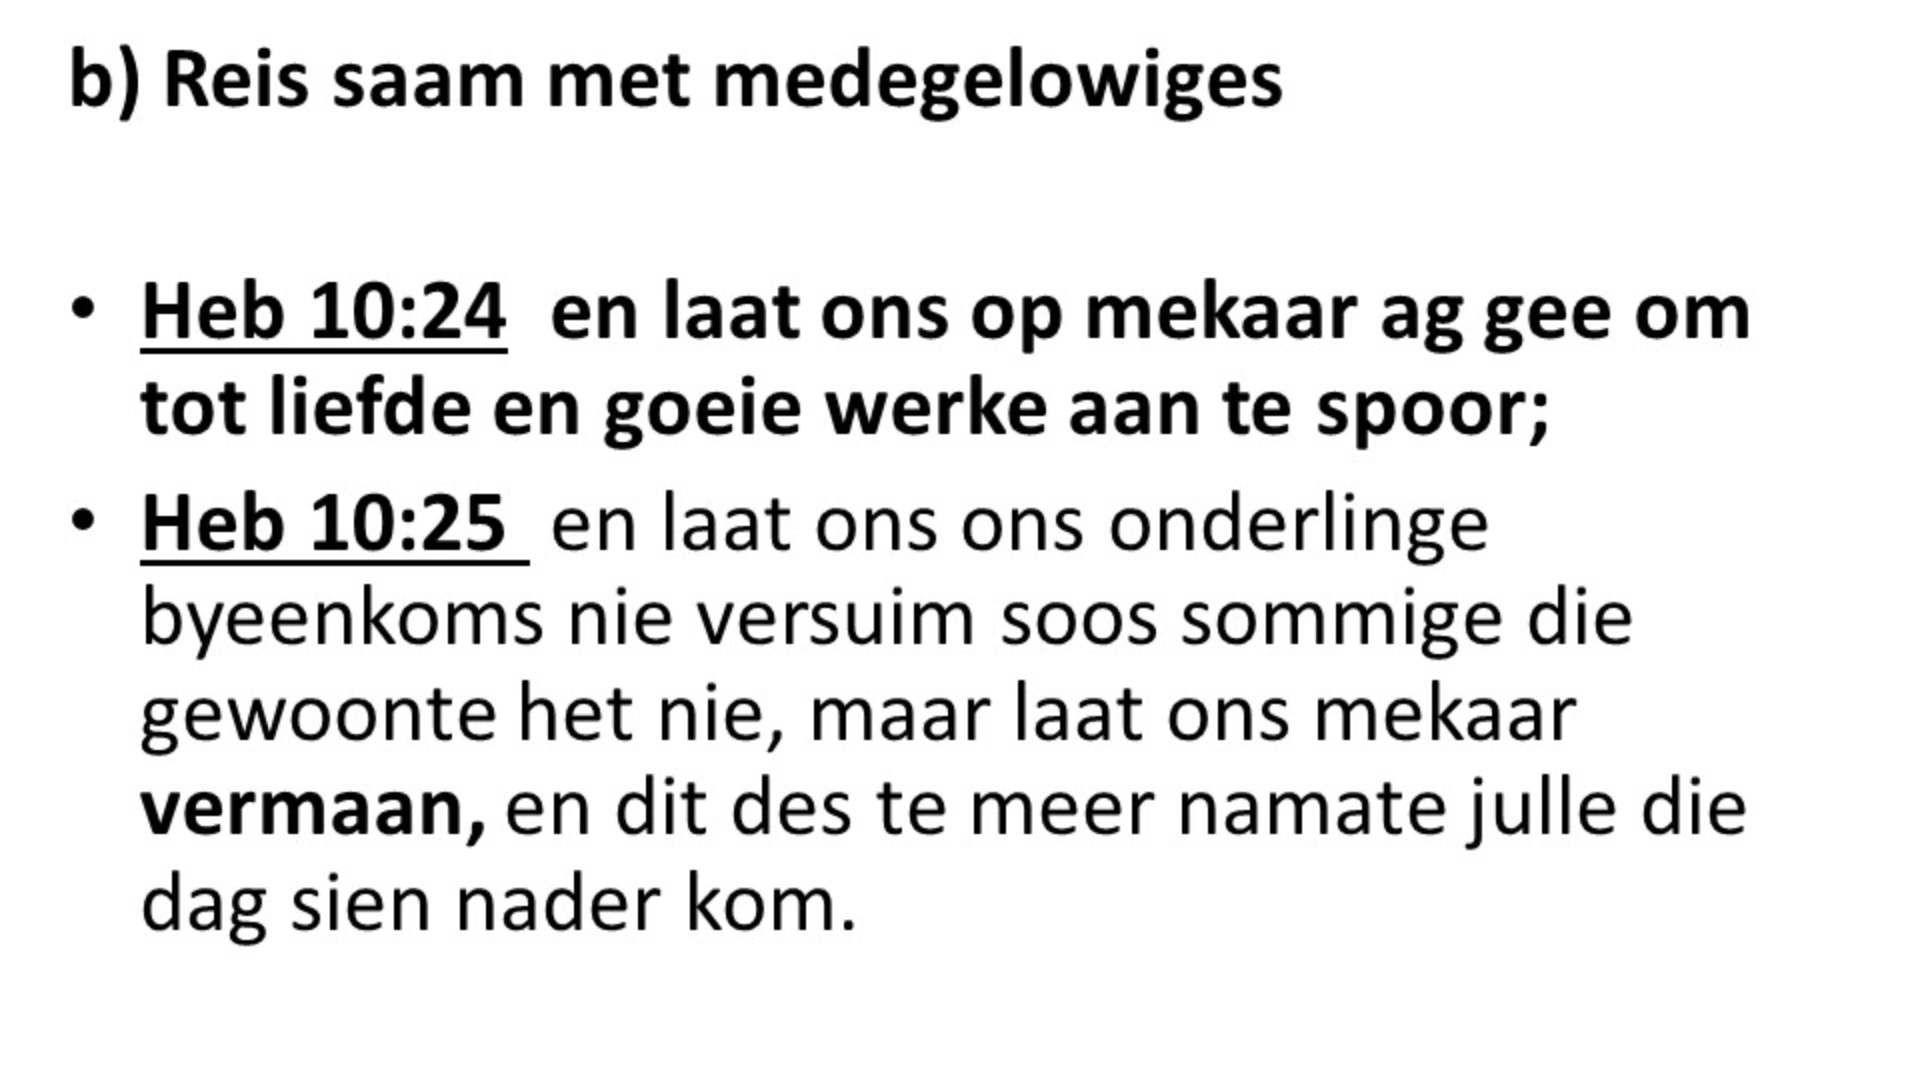 b) Reis saam met medegelowiges
• Heb 10:24  en laat ons op mekaar ag gee om
tot liefde en goeie werke aan te spoor;
• Heb 10:25  en laat ons ons onderlinge
byeenkoms nie versuim soos sommige die
gewoonte het nie, maar laat ons mekaar
vermaan, en dit des te meer namate julle die
dag sien nader kom.